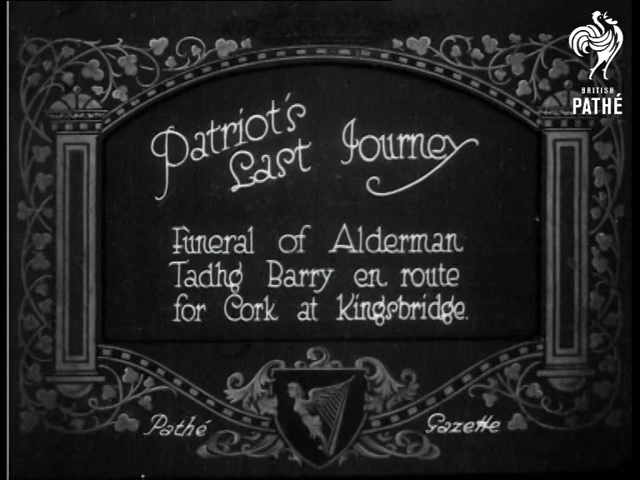 BRITISH
PATHÉ
Patriot's
Last Journey
Funeral of Alderman
Tadhg Barry en route
for Cork at Kingsbridge.
Pathé Gazette